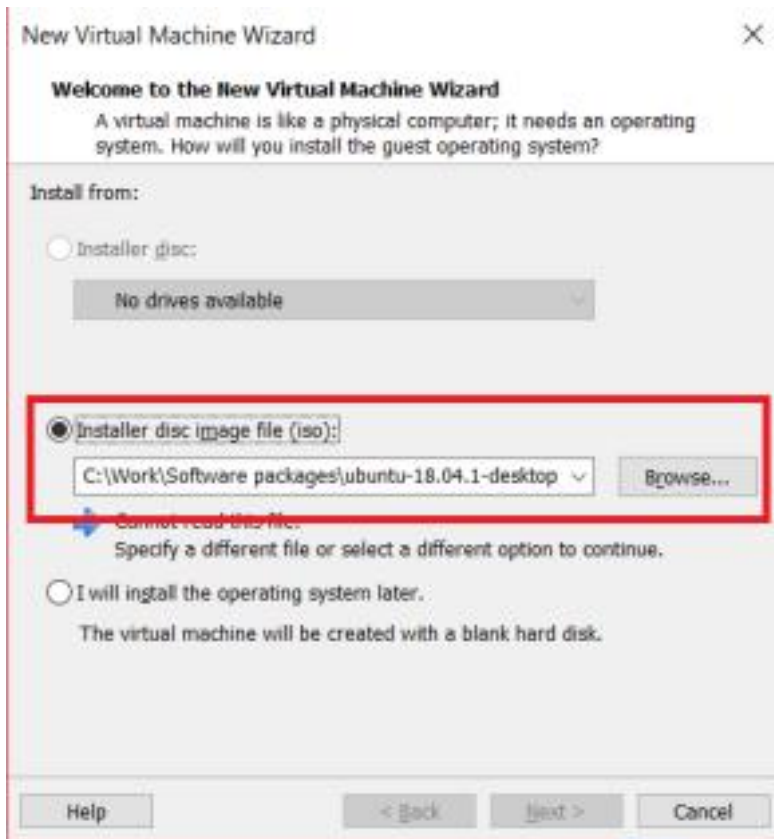 New Virtual Machine Wizard
Welcome to the New Virtual Machine Wizard
A virtual machine is like a physical computer; it needs an operating
system. How will you install the guest operating system?
Install from:
Installer disc:
No drives available
Installer disc image file (iso):
C:\Work\Software packages\ubuntu-18.04.1-desktop
Browse...
Cannot read this file.
Specify a different file or select a different option to continue.
I will install the operating system later.
The virtual machine will be created with a blank hard disk.
Help
< Back
Next >
Cancel